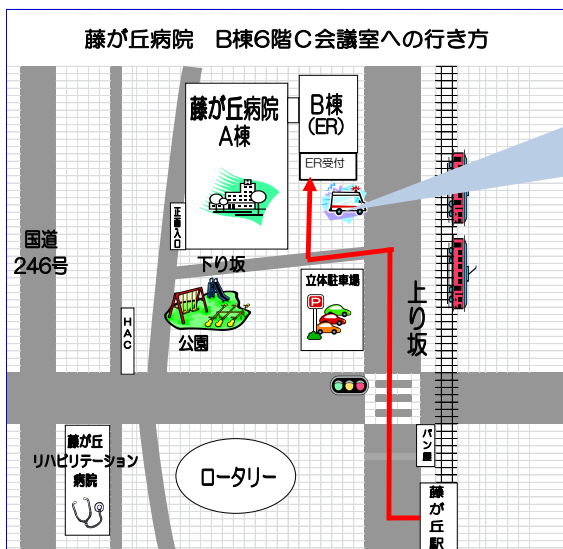 藤が丘病院 B棟6階C会議室への行き方
藤が丘病院
A棟
B棟
(ER)
ER受付
正面入口
国道
246号
下り坂
立体駐車場
P
上り坂
公園
HAC
パン屋
藤が丘
リハビリテーション
病院
ロータリー
藤が丘駅